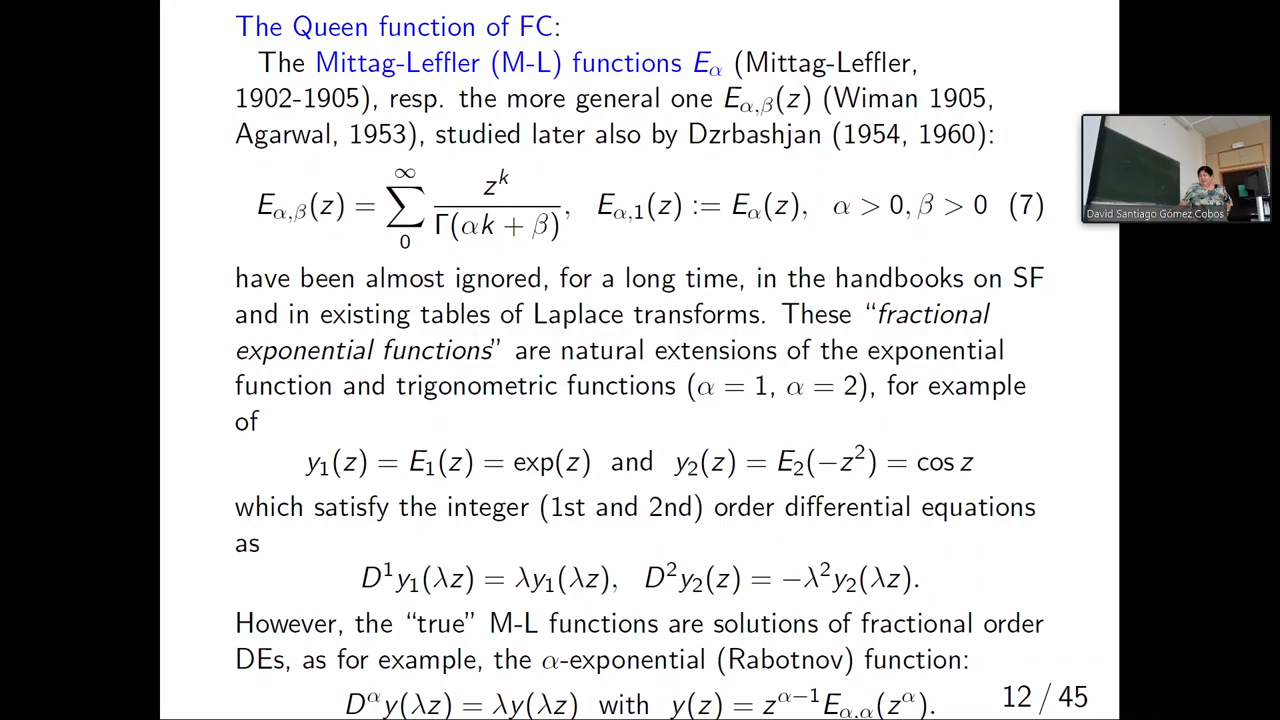 The Queen function of FC:
The Mittag-Leffler (M-L) functions E_α (Mittag-Leffler,
1902-1905), resp. the more general one E_{α,β}(z) (Wiman 1905,
Agarwal, 1953), studied later also by Dzrbashjan (1954, 1960):
E_{α,β}(z) = ∑_{0}^{∞} z^k / Γ(αk + β), E_{α,1}(z) := E_α(z), α > 0, β > 0 (7)
have been almost ignored, for a long time, in the handbooks on SF
and in existing tables of Laplace transforms. These “fractional
exponential functions” are natural extensions of the exponential
function and trigonometric functions (α = 1, α = 2), for example
of
y_1(z) = E_1(z) = exp(z) and y_2(z) = E_2(−z^2) = cos z
which satisfy the integer (1st and 2nd) order differential equations
as
D^1 y_1(λz) = λy_1(λz), D^2 y_2(z) = −λ^2 y_2(λz).
However, the “true” M-L functions are solutions of fractional order
DEs, as for example, the α-exponential (Rabotnov) function:
D^α y(λz) = λy(λz) with y(z) = z^{α−1} E_{α,α}(z^α).
12 / 45
David Santiago Gómez Cobos